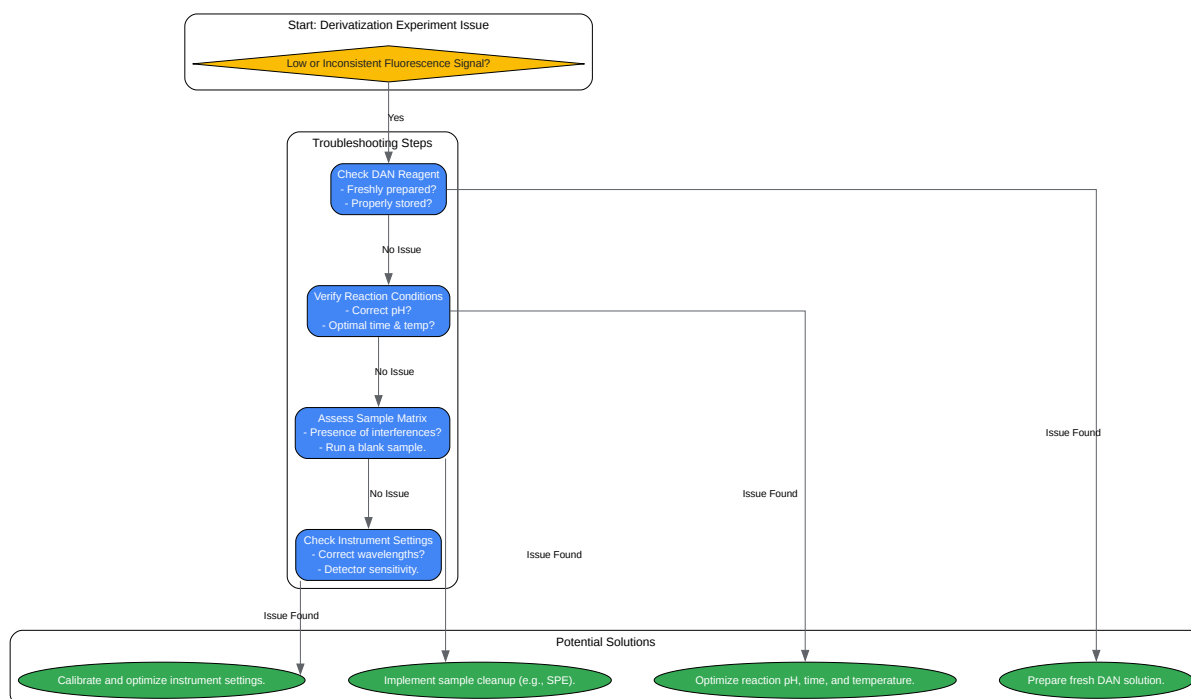 Start: Derivatization Experiment Issue
Low or Inconsistent Fluorescence Signal?
Yes
Troubleshooting Steps
Check DAN Reagent
- Freshly prepared?
- Properly stored?
No Issue
Verify Reaction Conditions
- Correct pH?
- Optimal time & temp?
No Issue
Assess Sample Matrix
- Presence of interferences?
- Run a blank sample.
No Issue
Check Instrument Settings
- Correct wavelengths?
- Detector sensitivity.
Issue Found
Issue Found
Issue Found
Issue Found
Potential Solutions
Calibrate and optimize instrument settings.
Implement sample cleanup (e.g., SPE).
Optimize reaction pH, time, and temperature.
Prepare fresh DAN solution.